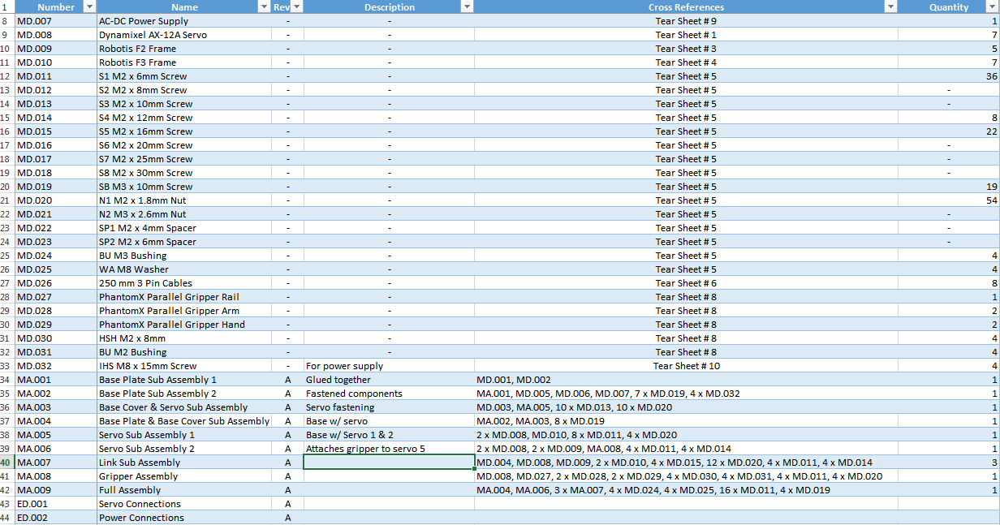 1 Number Name Rev Description Cross References Quantity
8 MD.007 AC-DC Power Supply - - Tear Sheet # 9 1
9 MD.008 Dynamixel AX-12A Servo - - Tear Sheet # 1 7
10 MD.009 Robotis F2 Frame - - Tear Sheet # 3 5
11 MD.010 Robotis F3 Frame - - Tear Sheet # 4 7
12 MD.011 S1 M2 x 6mm Screw - - Tear Sheet # 5 36
13 MD.012 S2 M2 x 8mm Screw - - Tear Sheet # 5 -
14 MD.013 S3 M2 x 10mm Screw - - Tear Sheet # 5 -
15 MD.014 S4 M2 x 12mm Screw - - Tear Sheet # 5 8
16 MD.015 S5 M2 x 16mm Screw - - Tear Sheet # 5 22
17 MD.016 S6 M2 x 20mm Screw - - Tear Sheet # 5 -
18 MD.017 S7 M2 x 25mm Screw - - Tear Sheet # 5 -
19 MD.018 S8 M2 x 30mm Screw - - Tear Sheet # 5 -
20 MD.019 SB M3 x 10mm Screw - - Tear Sheet # 5 19
21 MD.020 N1 M2 x 1.8mm Nut - - Tear Sheet # 5 54
22 MD.021 N2 M3 x 2.6mm Nut - - Tear Sheet # 5 -
23 MD.022 SP1 M2 x 4mm Spacer - - Tear Sheet # 5 -
24 MD.023 SP2 M2 x 6mm Spacer - - Tear Sheet # 5 -
25 MD.024 BU M3 Bushing - - Tear Sheet # 5 4
26 MD.025 WA M8 Washer - - Tear Sheet # 5 4
27 MD.026 250 mm 3 Pin Cables - - Tear Sheet # 6 8
28 MD.027 PhantomX Parallel Gripper Rail - - Tear Sheet # 8 1
29 MD.028 PhantomX Parallel Gripper Arm - - Tear Sheet # 8 2
30 MD.029 PhantomX Parallel Gripper Hand - - Tear Sheet # 8 2
31 MD.030 HSH M2 x 8mm - - Tear Sheet # 8 4
32 MD.031 BU M2 Bushing - - Tear Sheet # 8 4
33 MD.032 IHS M8 x 15mm Screw - For power supply Tear Sheet # 10 4
34 MA.001 Base Plate Sub Assembly 1 A Glued together MD.001, MD.002 1
35 MA.002 Base Plate Sub Assembly 2 A Fastened components MA.001, MD.005, MD.006, MD.007, 7 x MD.019, 4 x MD.032 1
36 MA.003 Base Cover & Servo Sub Assembly A Servo fastening MD.003, MA.005, 10 x MD.013, 10 x MD.020 1
37 MA.004 Base Plate & Base Cover Sub Assembly A Base w/ servo MA.002, MA.003, 8 x MD.019 1
38 MA.005 Servo Sub Assembly 1 A Base w/ Servo 1 & 2 2 x MD.008, MD.010, 8 x MD.011, 4 x MD.020 1
39 MA.006 Servo Sub Assembly 2 A Attaches gripper to servo 5 2 x MD.008, 2 x MD.009, MA.008, 4 x MD.011, 4 x MD.014 1
40 MA.007 Link Sub Assembly A MD.004, MD.008, MD.009, 2 x MD.010, 4 x MD.015, 12 x MD.020, 4 x MD.011, 4 x MD.014 3
41 MA.008 Gripper Assembly A MD.008, MD.027, 2 x MD.028, 2 x MD.029, 4 x MD.030, 4 x MD.031, 4 x MD.011, 4 x MD.020 1
42 MA.009 Full Assembly A MA.004, MA.006, 3 x MA.007, 4 x MD.024, 4 x MD.025, 16 x MD.011, 4 x MD.019 1
43 ED.001 Servo Connections A
44 ED.002 Power Connections A